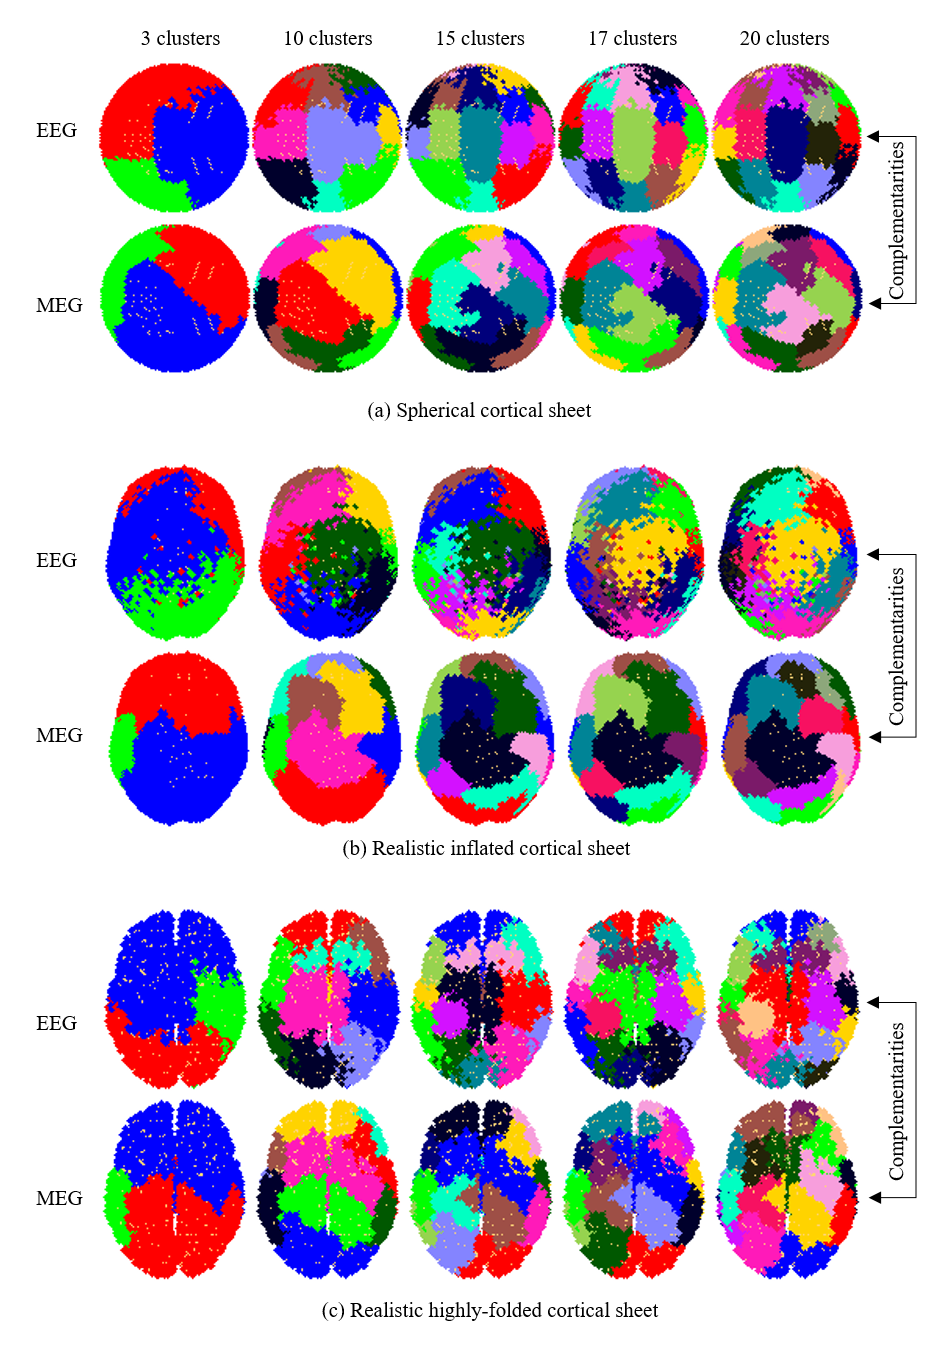 3 clusters 10 clusters 15 clusters 17 clusters 20 clusters
EEG
MEG
Complementarities
(a) Spherical cortical sheet
EEG
MEG
Complementarities
(b) Realistic inflated cortical sheet
EEG
MEG
Complementarities
(c) Realistic highly-folded cortical sheet